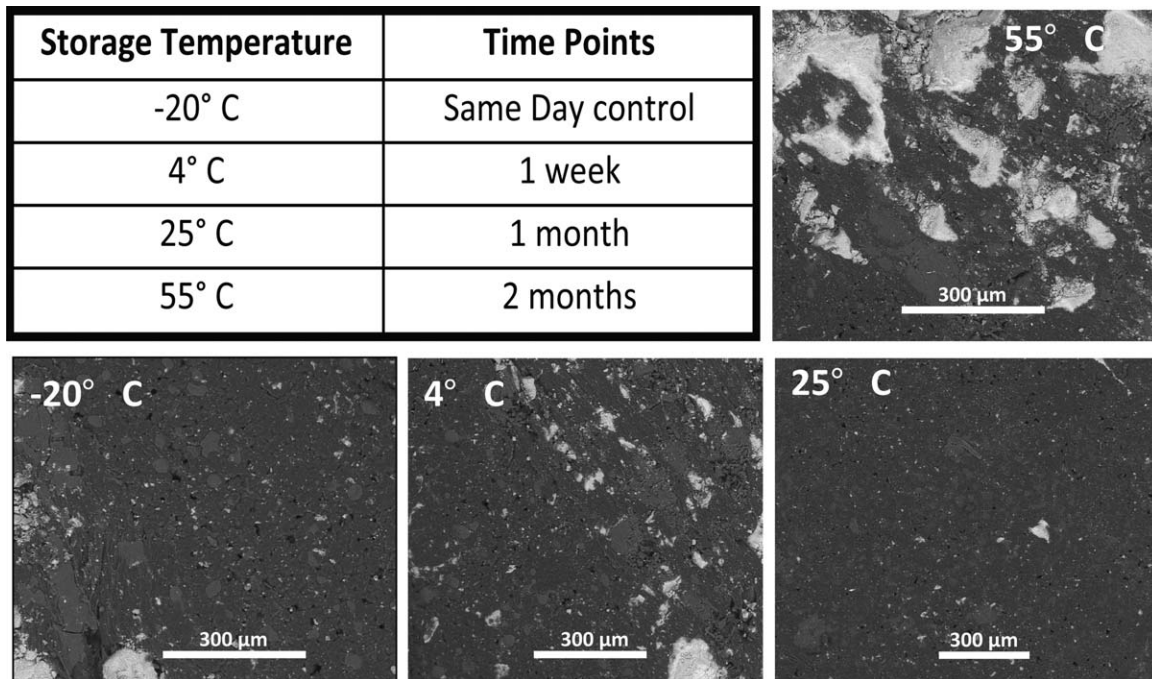 Storage Temperature Time Points
-20° C Same Day control
4° C 1 week
25° C 1 month
55° C 2 months
55° C
300 µm
-20° C
300 µm
4° C
300 µm
25° C
300 µm